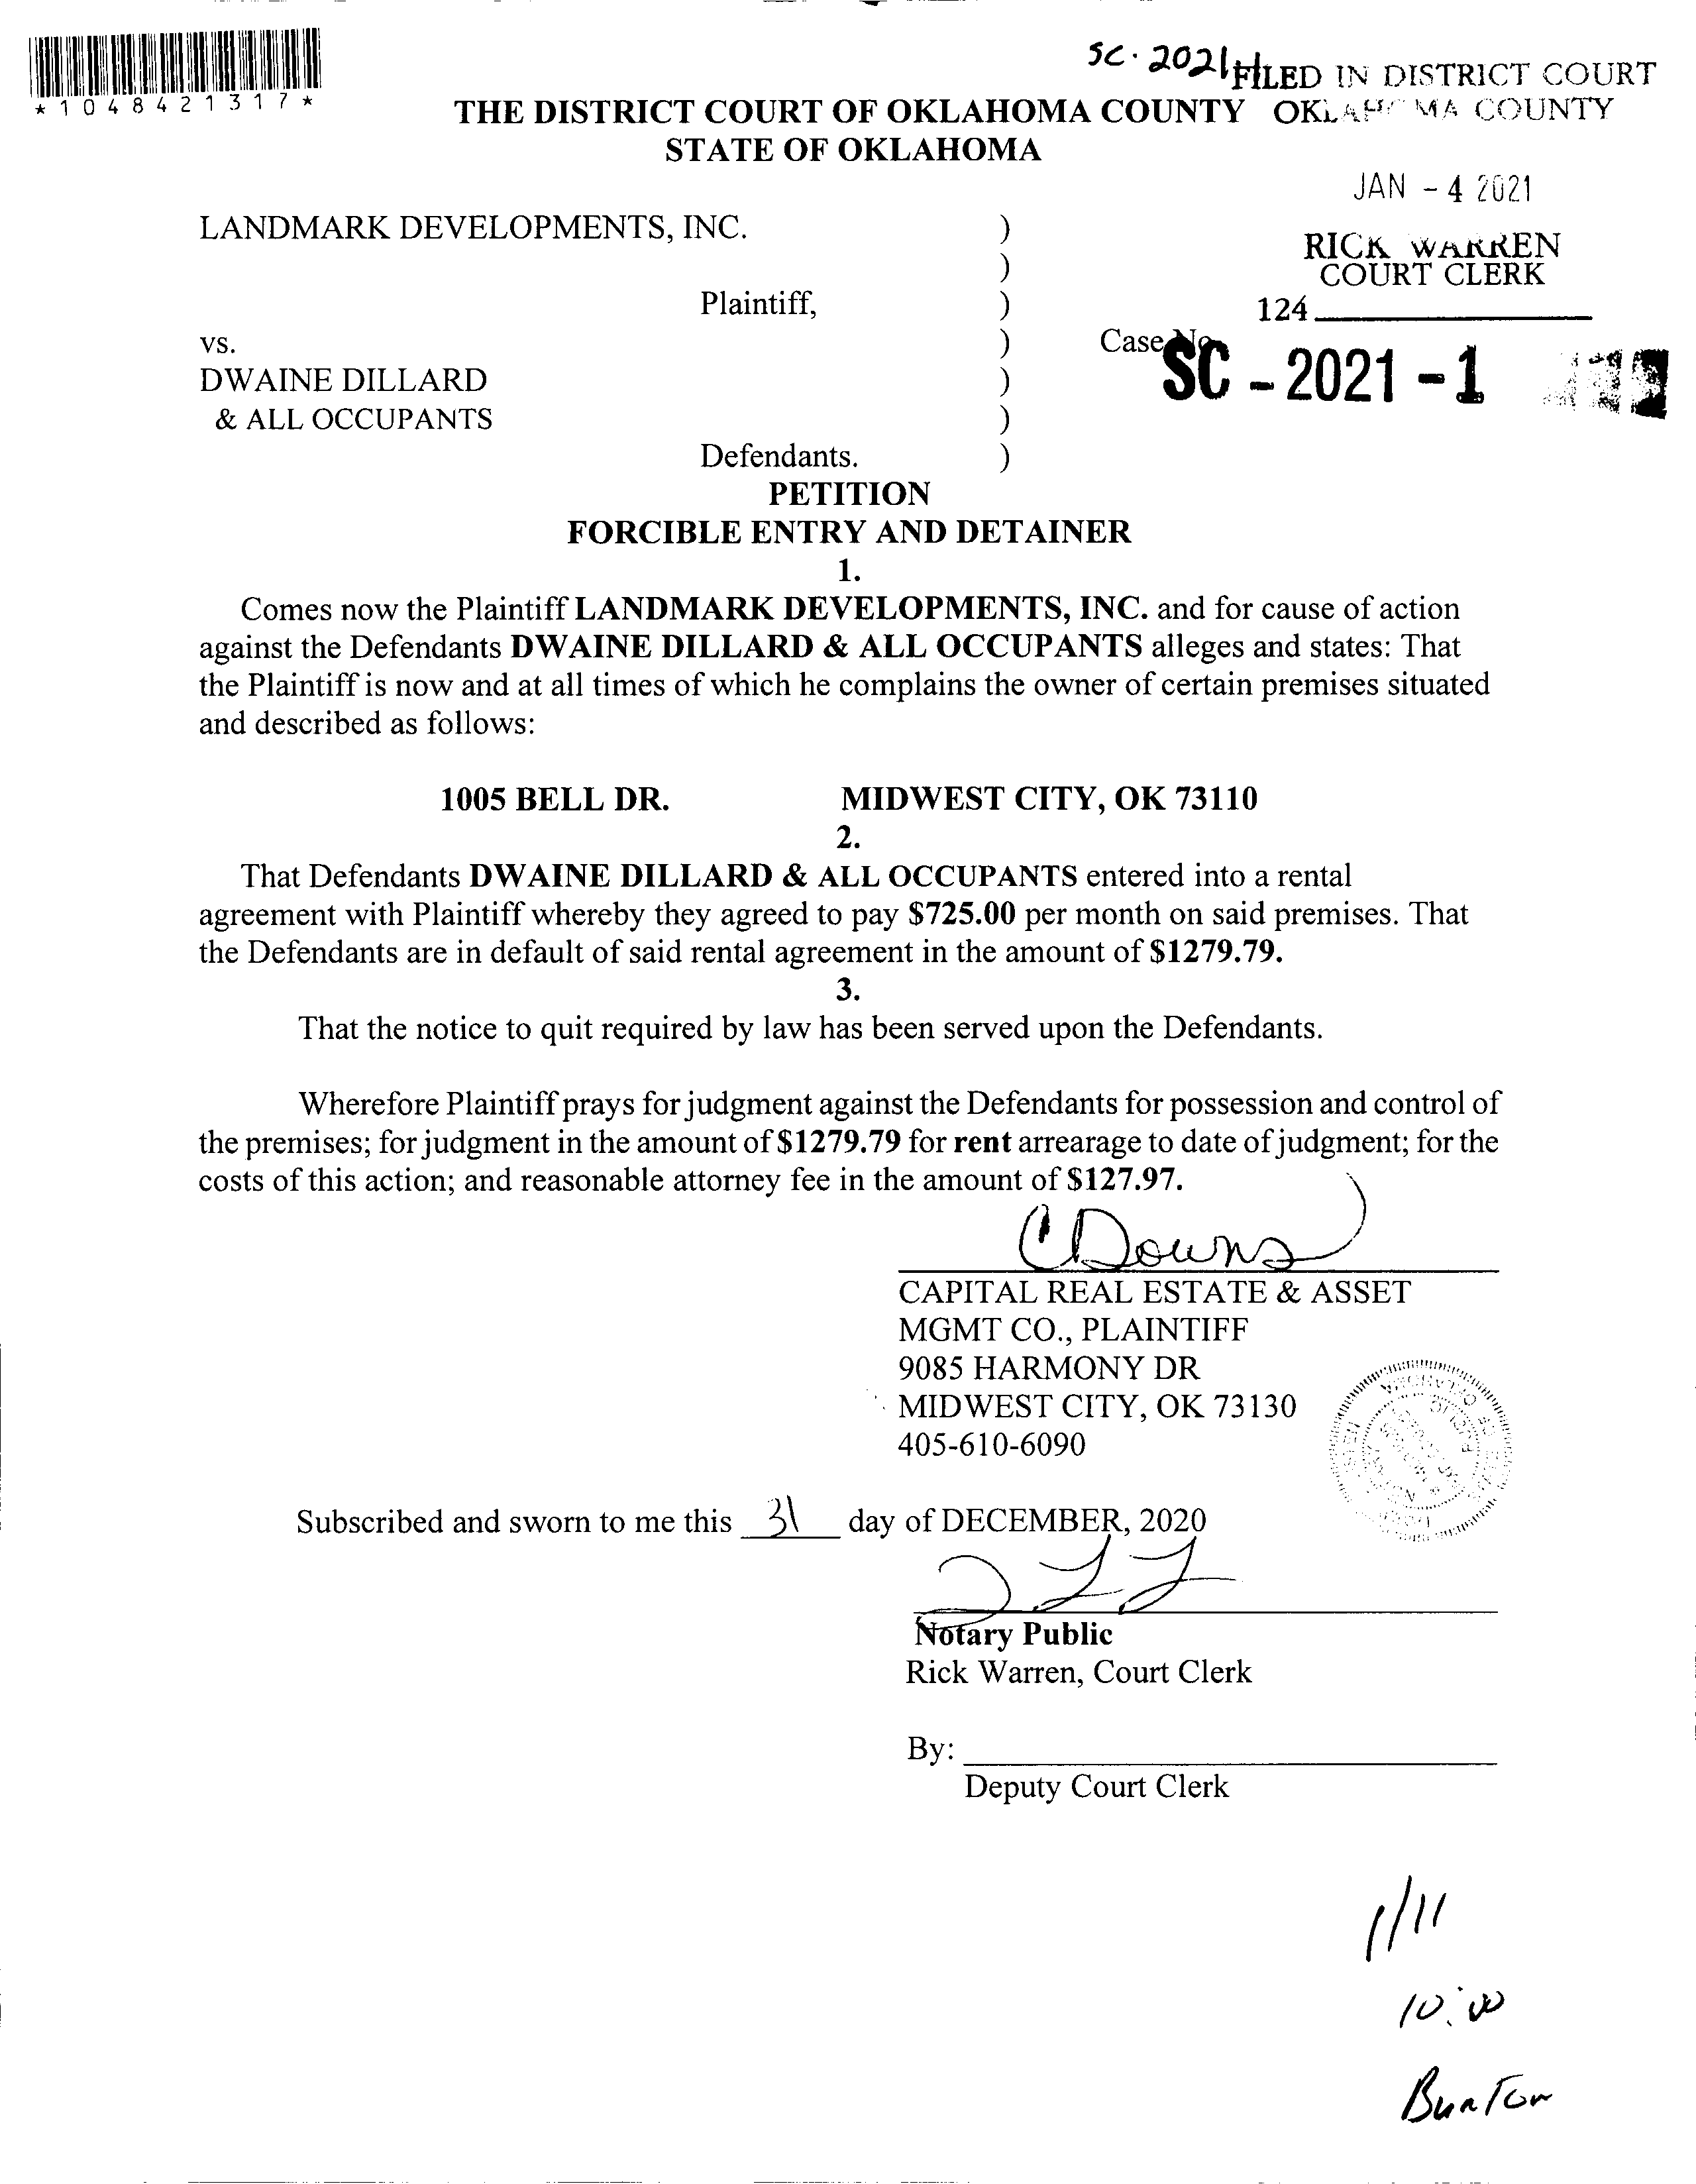 SC-2021
FILED IN DISTRICT COURT
OKLAHOMA COUNTY
*1048421317*
THE DISTRICT COURT OF OKLAHOMA COUNTY
STATE OF OKLAHOMA
JAN - 4 2021
RICK WARREN
COURT CLERK
124
LANDMARK DEVELOPMENTS, INC. )
)
Plaintiff, )
vs. ) Case No.
SC - 2021 - 1
DWAINE DILLARD )
& ALL OCCUPANTS )
Defendants. )
PETITION
FORCIBLE ENTRY AND DETAINER
1.
Comes now the Plaintiff LANDMARK DEVELOPMENTS, INC. and for cause of action
against the Defendants DWAINE DILLARD & ALL OCCUPANTS alleges and states: That
the Plaintiff is now and at all times of which he complains the owner of certain premises situated
and described as follows:
1005 BELL DR. MIDWEST CITY, OK 73110
2.
That Defendants DWAINE DILLARD & ALL OCCUPANTS entered into a rental
agreement with Plaintiff whereby they agreed to pay $725.00 per month on said premises. That
the Defendants are in default of said rental agreement in the amount of $1279.79.
3.
That the notice to quit required by law has been served upon the Defendants.
Wherefore Plaintiff prays for judgment against the Defendants for possession and control of
the premises; for judgment in the amount of $1279.79 for rent arrearage to date of judgment; for the
costs of this action; and reasonable attorney fee in the amount of $127.97.
C Downs
CAPITAL REAL ESTATE & ASSET
MGMT CO., PLAINTIFF
9085 HARMONY DR
MIDWEST CITY, OK 73130
405-610-6090
Subscribed and sworn to me this 31 day of DECEMBER, 2020
Notary Public
Rick Warren, Court Clerk
By:
Deputy Court Clerk
1/11
10:00
Burton